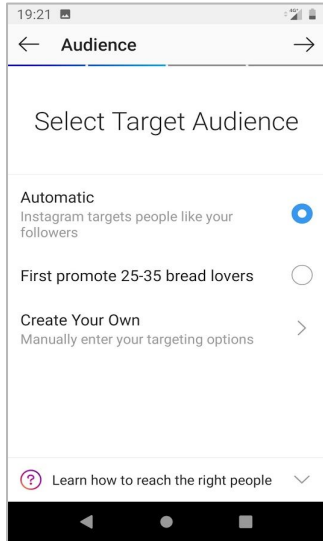 19:21
Audience
Select Target Audience
Automatic
Instagram targets people like your
followers
First promote 25-35 bread lovers
Create Your Own
Manually enter your targeting options
Learn how to reach the right people